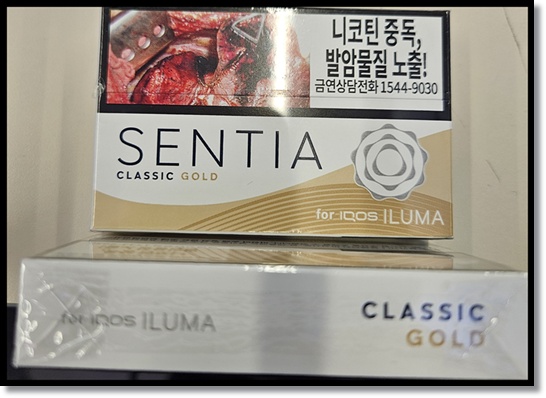 니코틴 중독,
발암물질 노출!
금연상담전화 1544-9030
SENTIA
CLASSIC GOLD
for IQOS ILUMA
for IQOS ILUMA
CLASSIC
GOLD